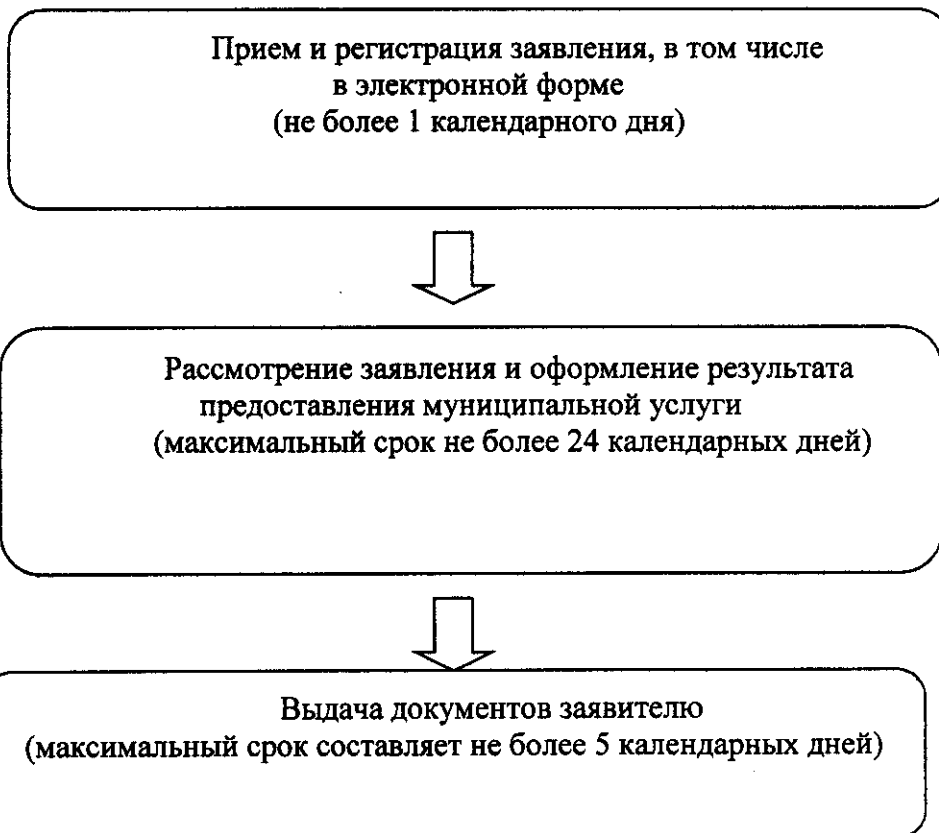 Прием и регистрация заявления, в том числе
в электронной форме
(не более 1 календарного дня)
Рассмотрение заявления и оформление результата
предоставления муниципальной услуги
(максимальный срок не более 24 календарных дней)
Выдача документов заявителю
(максимальный срок составляет не более 5 календарных дней)